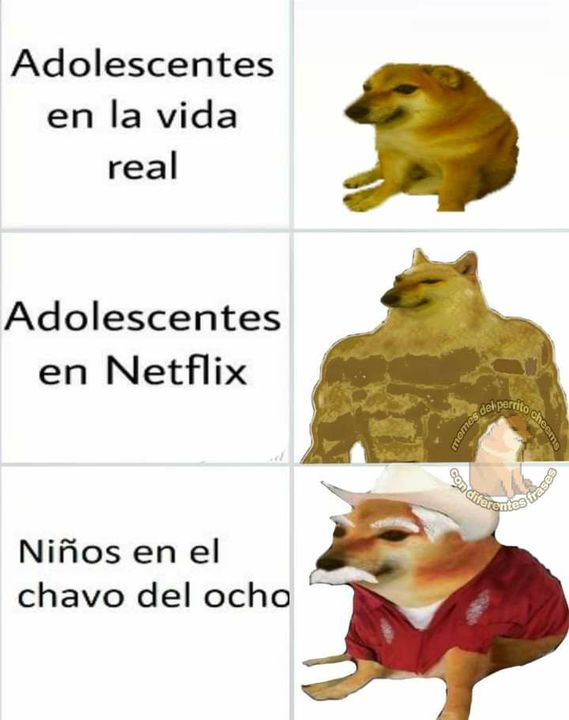 Adolescentes
en la vida
real
Adolescentes
en Netflix
memes del perrito cheems
con diferentes frases
Niños en el
chavo del ocho